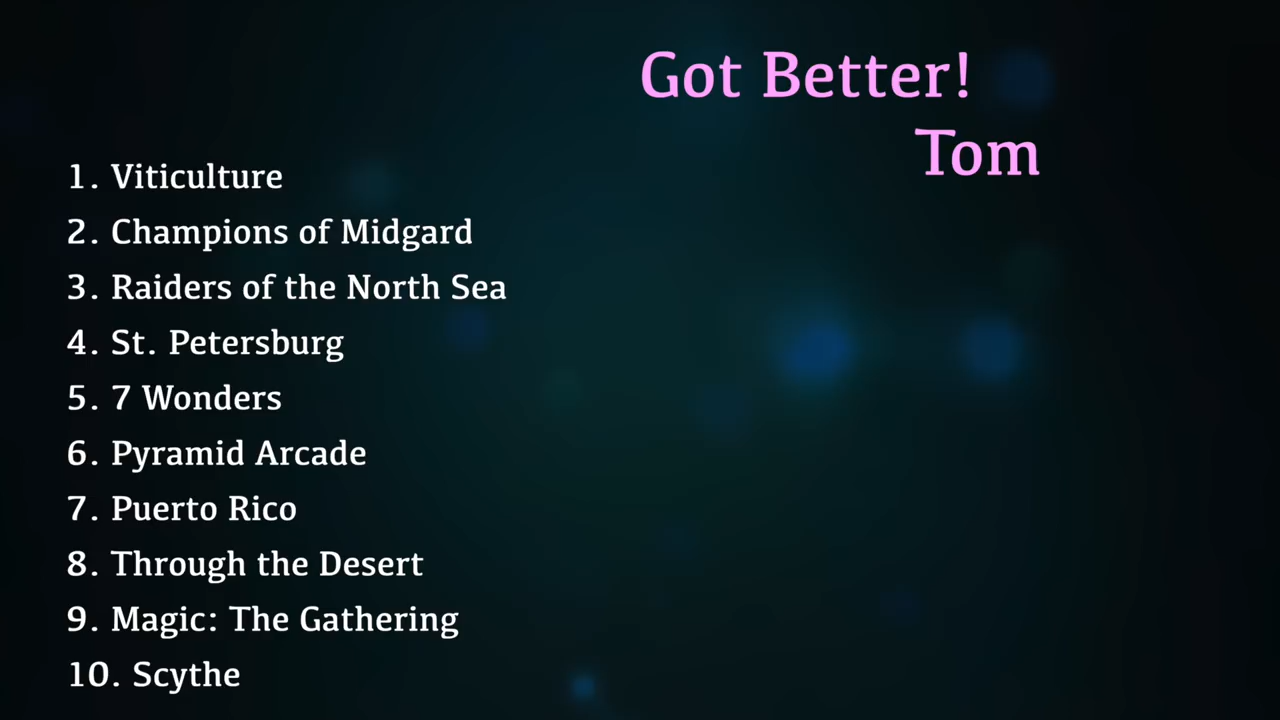 Got Better!
Tom
1. Viticulture
2. Champions of Midgard
3. Raiders of the North Sea
4. St. Petersburg
5. 7 Wonders
6. Pyramid Arcade
7. Puerto Rico
8. Through the Desert
9. Magic: The Gathering
10. Scythe